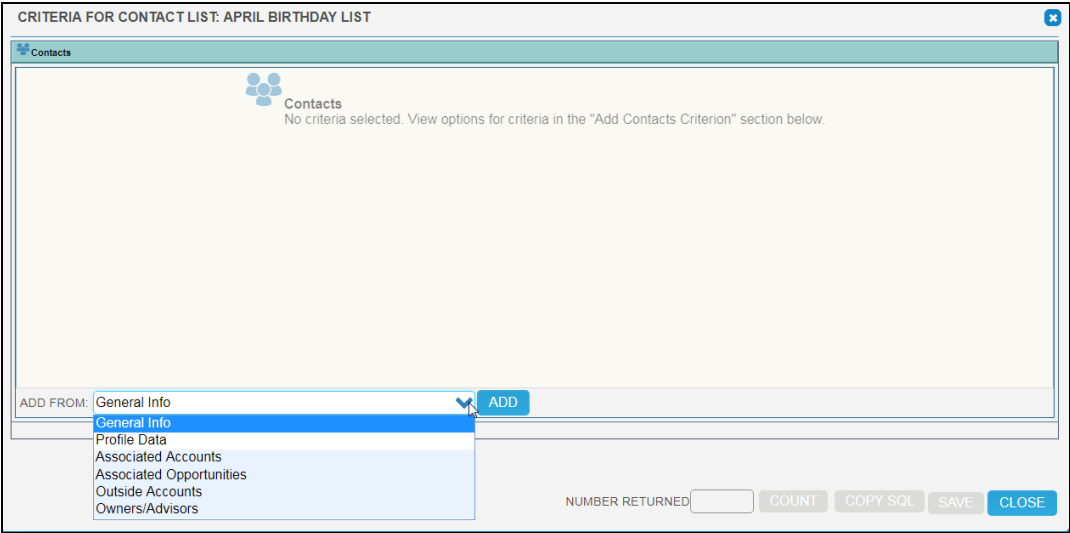 CRITERIA FOR CONTACT LIST: APRIL BIRTHDAY LIST
Contacts
Contacts
No criteria selected. View options for criteria in the "Add Contacts Criterion" section below.
ADD FROM: General Info ADD
General Info
Profile Data
Associated Accounts
Associated Opportunities
Outside Accounts
Owners/Advisors
NUMBER RETURNED COUNT COPY SQL SAVE CLOSE